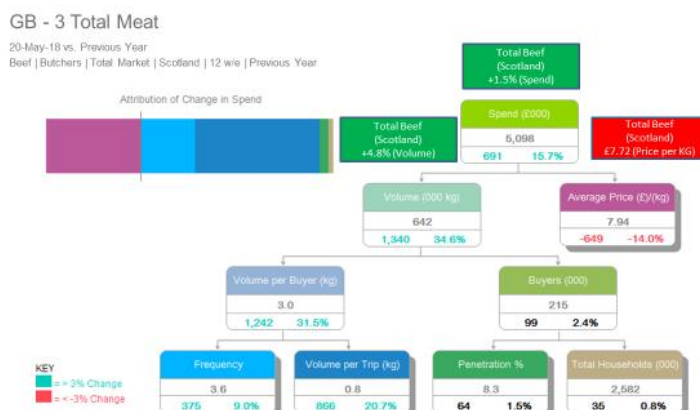 GB - 3 Total Meat
20-May-18 vs. Previous Year
Beef | Butchers | Total Market | Scotland | 12 w/e | Previous Year
Total Beef
(Scotland)
+1.5% (Spend)
Attribution of Change in Spend
Total Beef
(Scotland)
+4.8% (Volume)
Spend (£000)
5,098
691 15.7%
Total Beef
(Scotland)
£7.72 (Price per KG)
Volume (000 kg)
642
1,340 34.6%
Average Price (£)/(kg)
7.94
-649 -14.0%
Volume per Buyer (kg)
3.0
1,242 31.5%
Buyers (000)
215
99 2.4%
KEY
= > 3% Change
= < -3% Change
Frequency
3.6
375 9.0%
Volume per Trip (kg)
0.8
866 20.7%
Penetration %
8.3
64 1.5%
Total Households (000)
2,582
35 0.8%